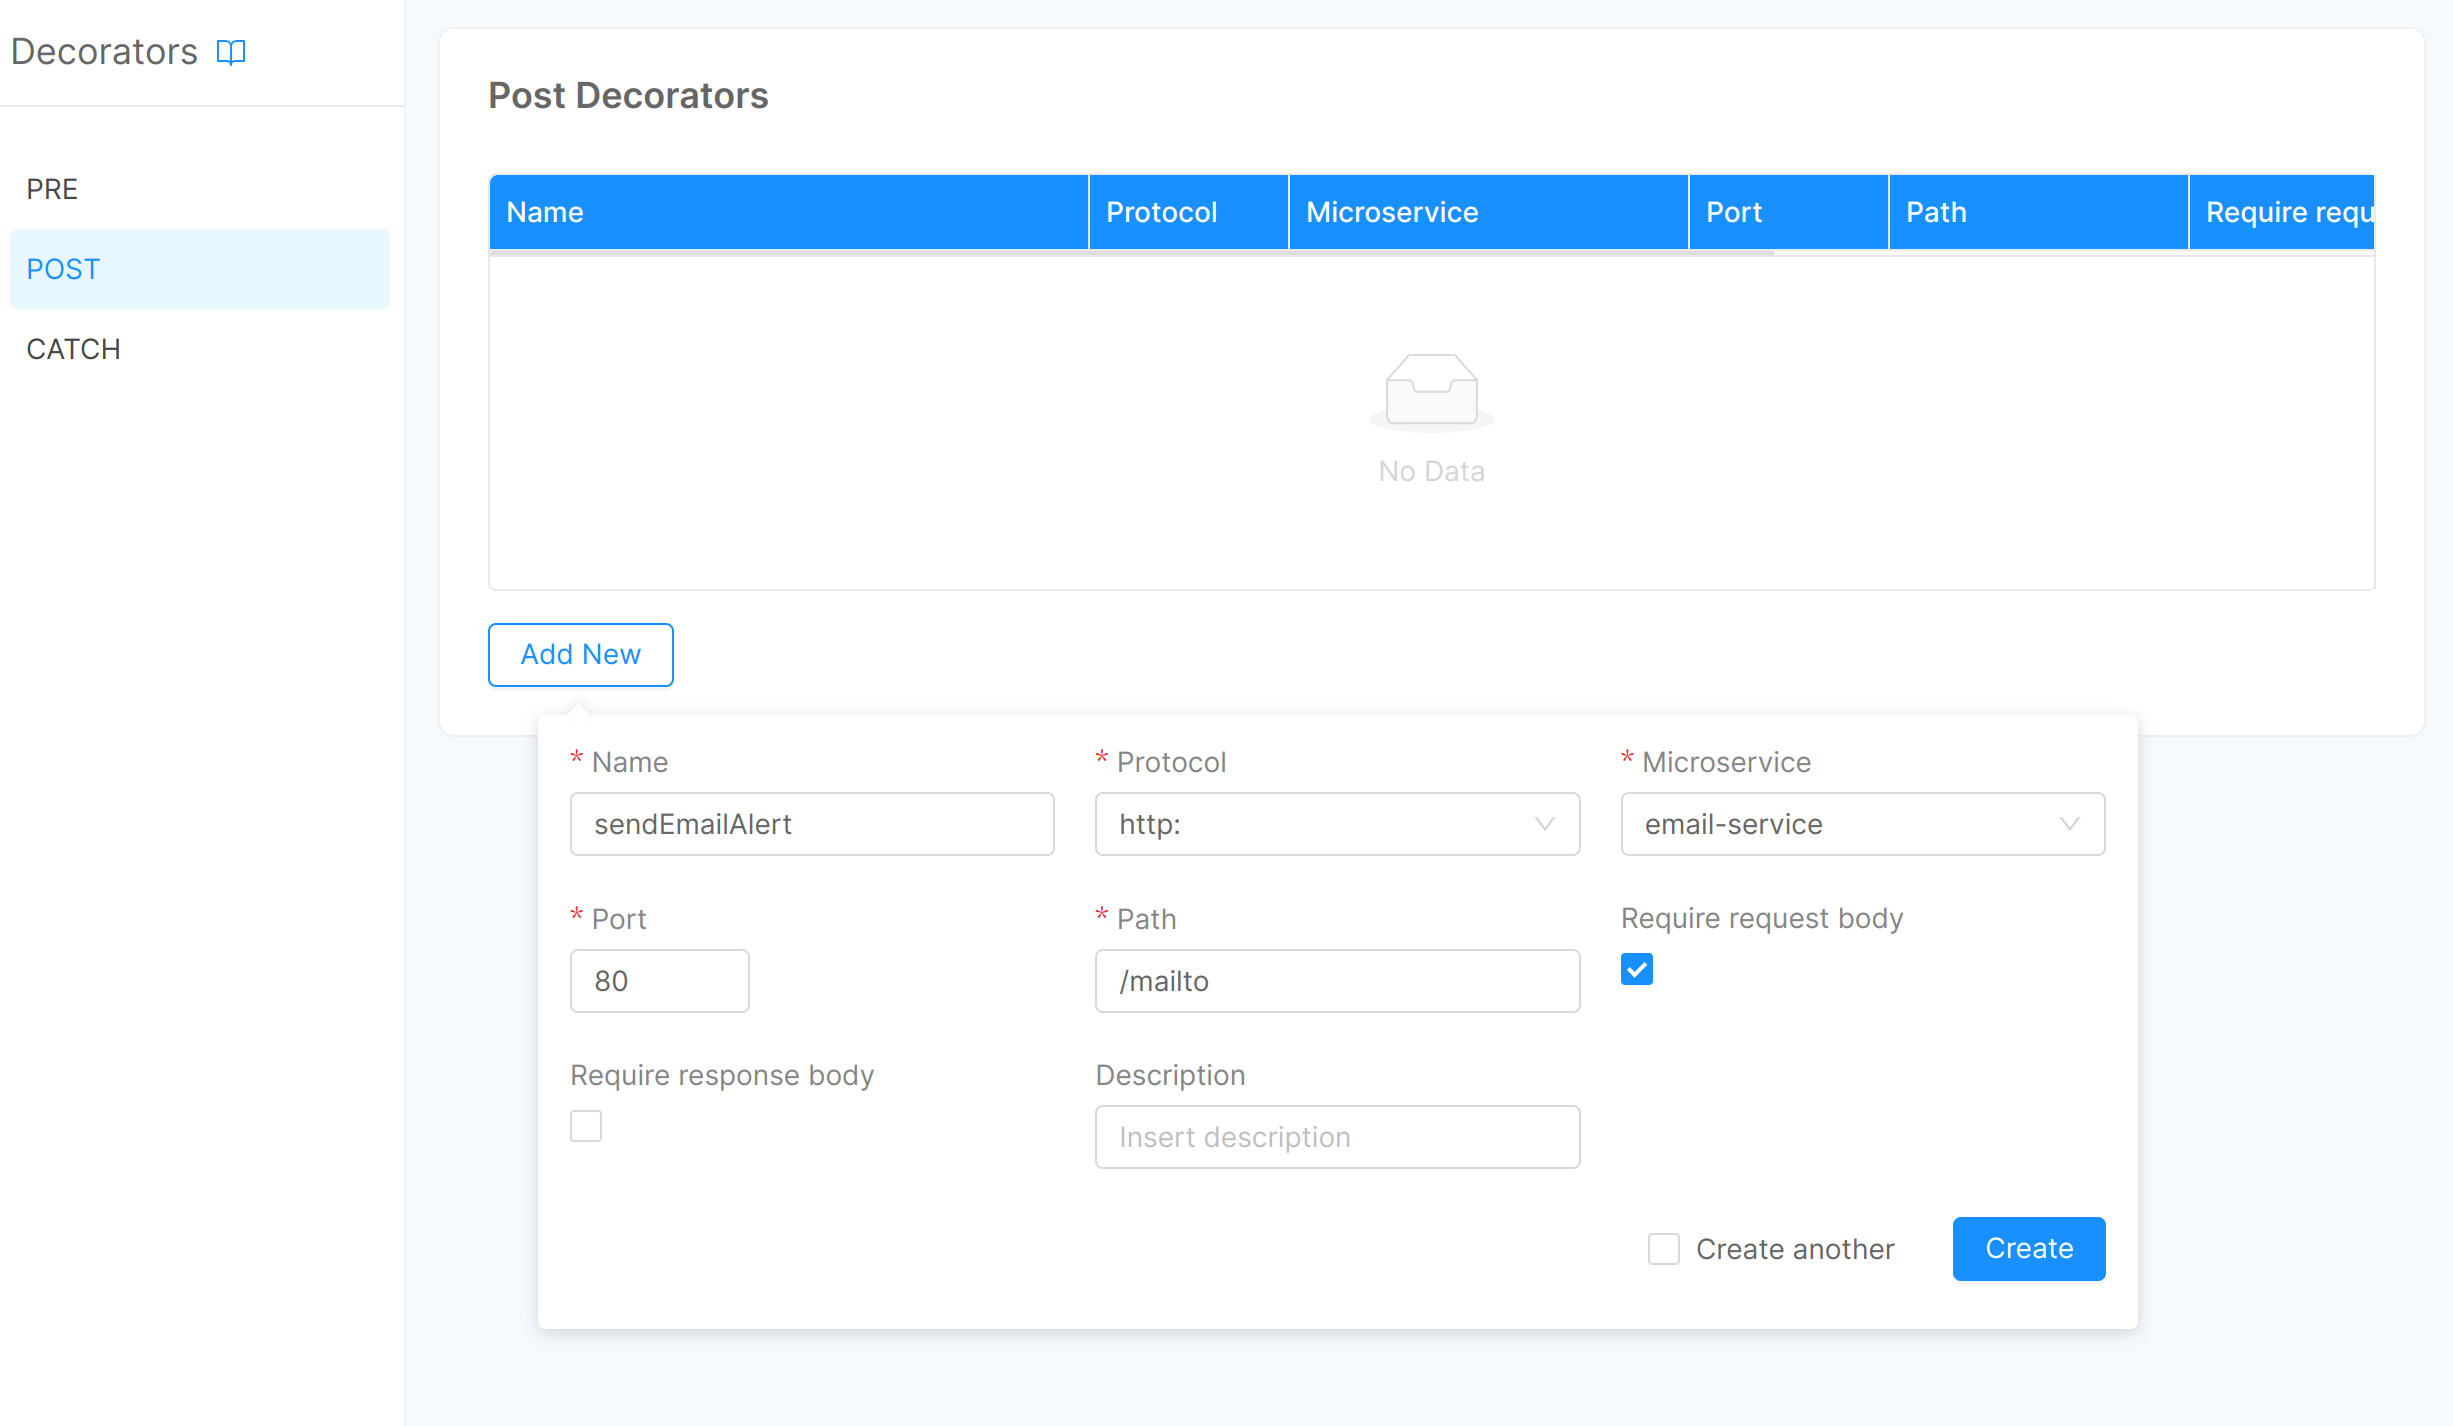 Decorators
PRE
POST
CATCH
Post Decorators
Name Protocol Microservice Port Path Require requ
No Data
Add New
* Name * Protocol * Microservice
sendEmailAlert http: email-service
* Port * Path Require request body
80 /mailto
Require response body Description
Insert description
Create another Create